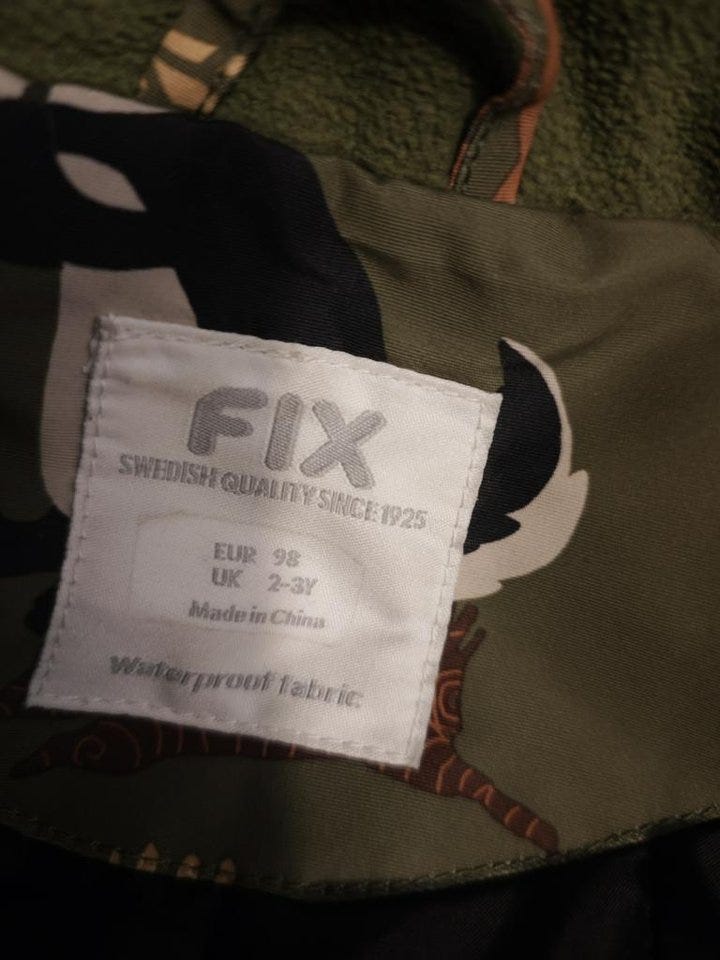 FIX
SWEDISH QUALITY SINCE 1925
EUR 98
UK 2-3Y
Made in China
Waterproof fabric